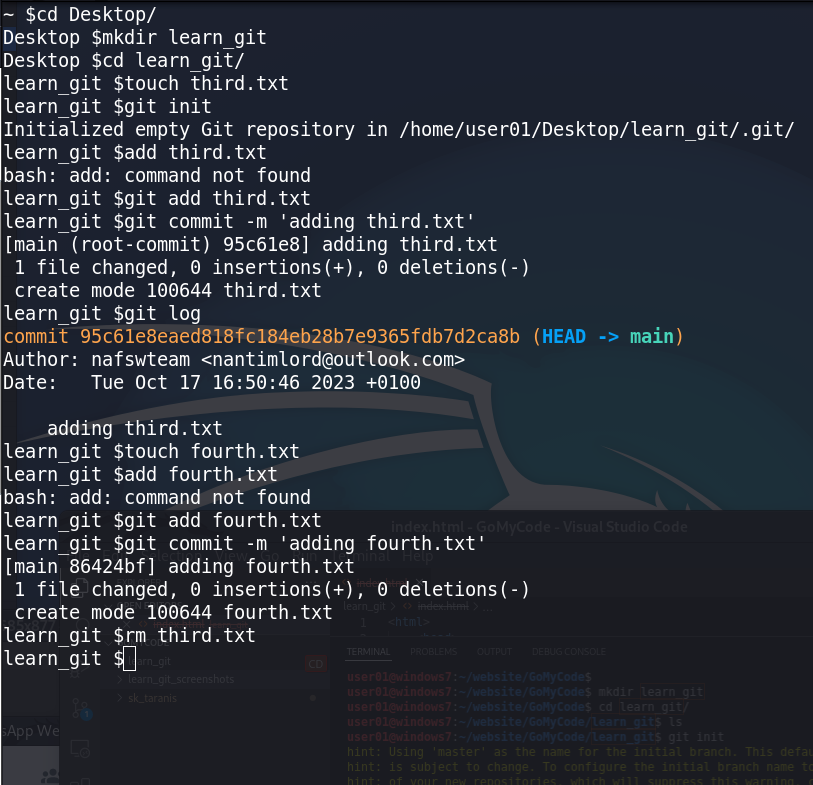 ~ $cd Desktop/
Desktop $mkdir learn_git
Desktop $cd learn_git/
learn_git $touch third.txt
learn_git $git init
Initialized empty Git repository in /home/user01/Desktop/learn_git/.git/
learn_git $add third.txt
bash: add: command not found
learn_git $git add third.txt
learn_git $git commit -m 'adding third.txt'
[main (root-commit) 95c61e8] adding third.txt
 1 file changed, 0 insertions(+), 0 deletions(-)
 create mode 100644 third.txt
learn_git $git log
commit 95c61e8eaed818fc184eb28b7e9365fdb7d2ca8b (HEAD -> main)
Author: nafswteam <nantimlord@outlook.com>
Date:   Tue Oct 17 16:50:46 2023 +0100
    adding third.txt
learn_git $touch fourth.txt
learn_git $add fourth.txt
bash: add: command not found
learn_git $git add fourth.txt
index.html - GoMyCode - Visual Studio Code
learn_git $git commit -m 'adding fourth.txt'
[main 86424bf] adding fourth.txt
 1 file changed, 0 insertions(+), 0 deletions(-)
 create mode 100644 fourth.txt
learn_git $rm third.txt
learn_git $
learn_git > index.html > ...
1 <html>
learn_git
learn_git_screenshots
sk_taranis
TERMINAL PROBLEMS OUTPUT DEBUG CONSOLE
user01@windows7:~/website/GoMyCode$
user01@windows7:~/website/GoMyCode$ mkdir learn_git
user01@windows7:~/website/GoMyCode$ cd learn_git/
user01@windows7:~/website/GoMyCode/learn_git$ ls
user01@windows7:~/website/GoMyCode/learn_git$ git init
hint: Using 'master' as the name for the initial branch. This
hint: is subject to change. To configure the initial branch name
hint: of your new repositories, which will suppress this warning,